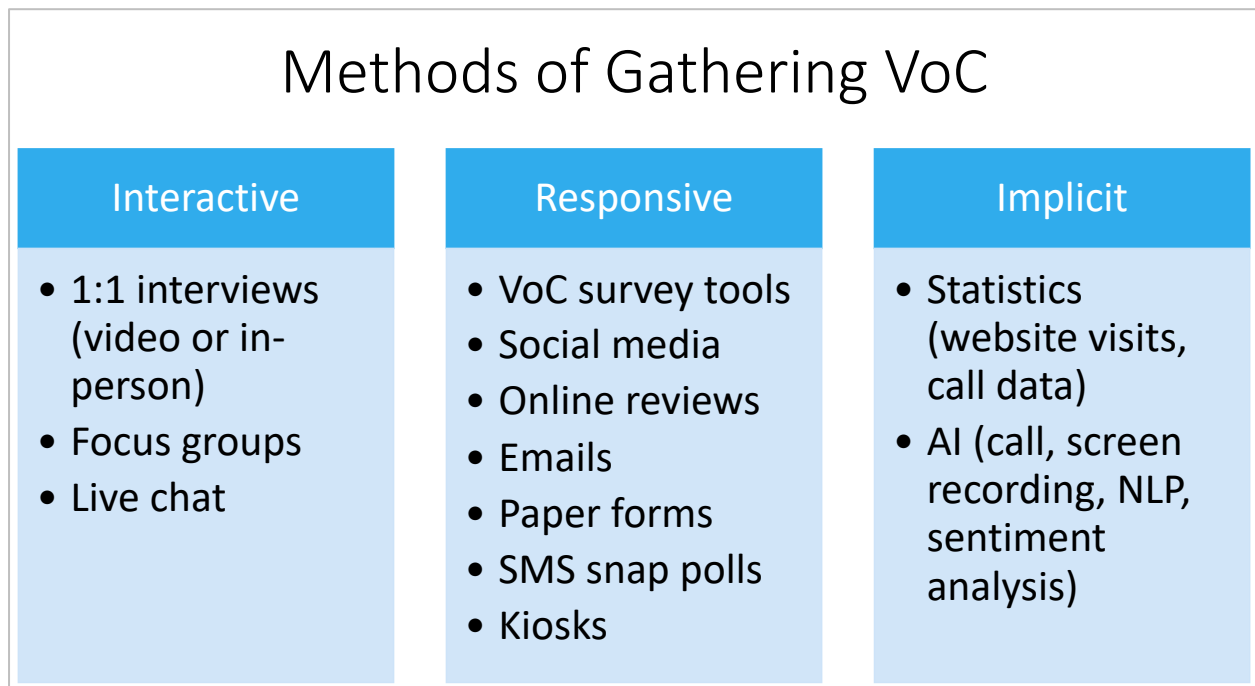 Methods of Gathering VoC
Interactive
• 1:1 interviews
(video or in-
person)
• Focus groups
• Live chat
Responsive
• VoC survey tools
• Social media
• Online reviews
• Emails
• Paper forms
• SMS snap polls
• Kiosks
Implicit
• Statistics
(website visits,
call data)
• AI (call, screen
recording, NLP,
sentiment
analysis)